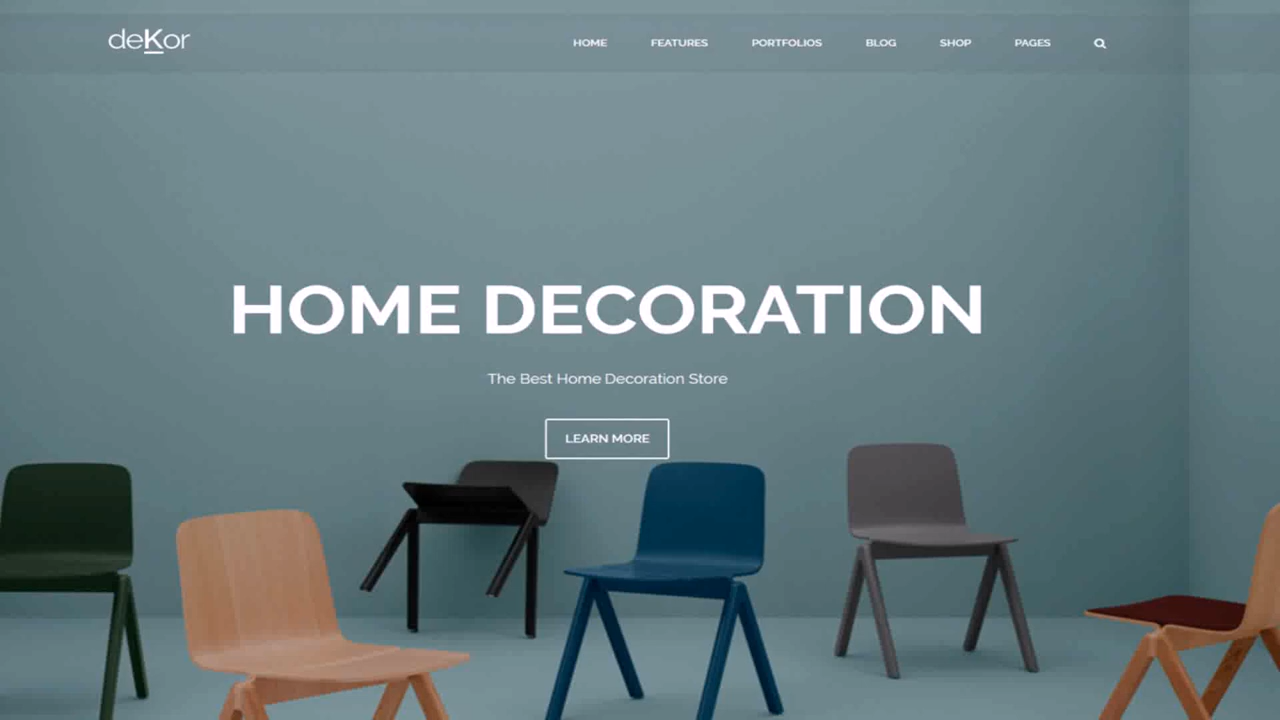 deKor
HOME FEATURES PORTFOLIOS BLOG SHOP PAGES
HOME DECORATION
The Best Home Decoration Store
LEARN MORE